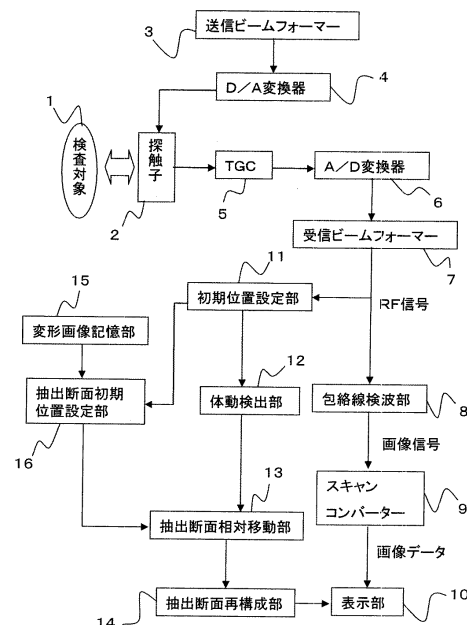 送信ビームフォーマー
3
D/A変換器
4
1
検査対象
探触子
2
TGC
5
A/D変換器
6
受信ビームフォーマー
7
RF信号
11
初期位置設定部
15
変形画像記憶部
12
体動検出部
包絡線検波部
8
抽出断面初期
位置設定部
16
画像信号
13
抽出断面相対移動部
スキャン
コンバーター
9
画像データ
抽出断面再構成部
14
表示部
10